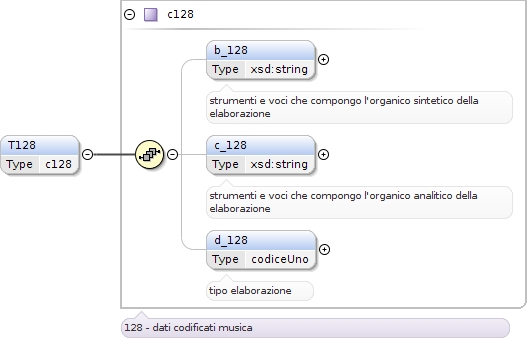 c128
b_128
Type xsd:string
strumenti e voci che compongo l'organico sintetico della
elaborazione
T128
Type c128
c_128
Type xsd:string
strumenti e voci che compongo l'organico analitico della
elaborazione
d_128
Type codiceUno
tipo elaborazione
128 - dati codificati musica